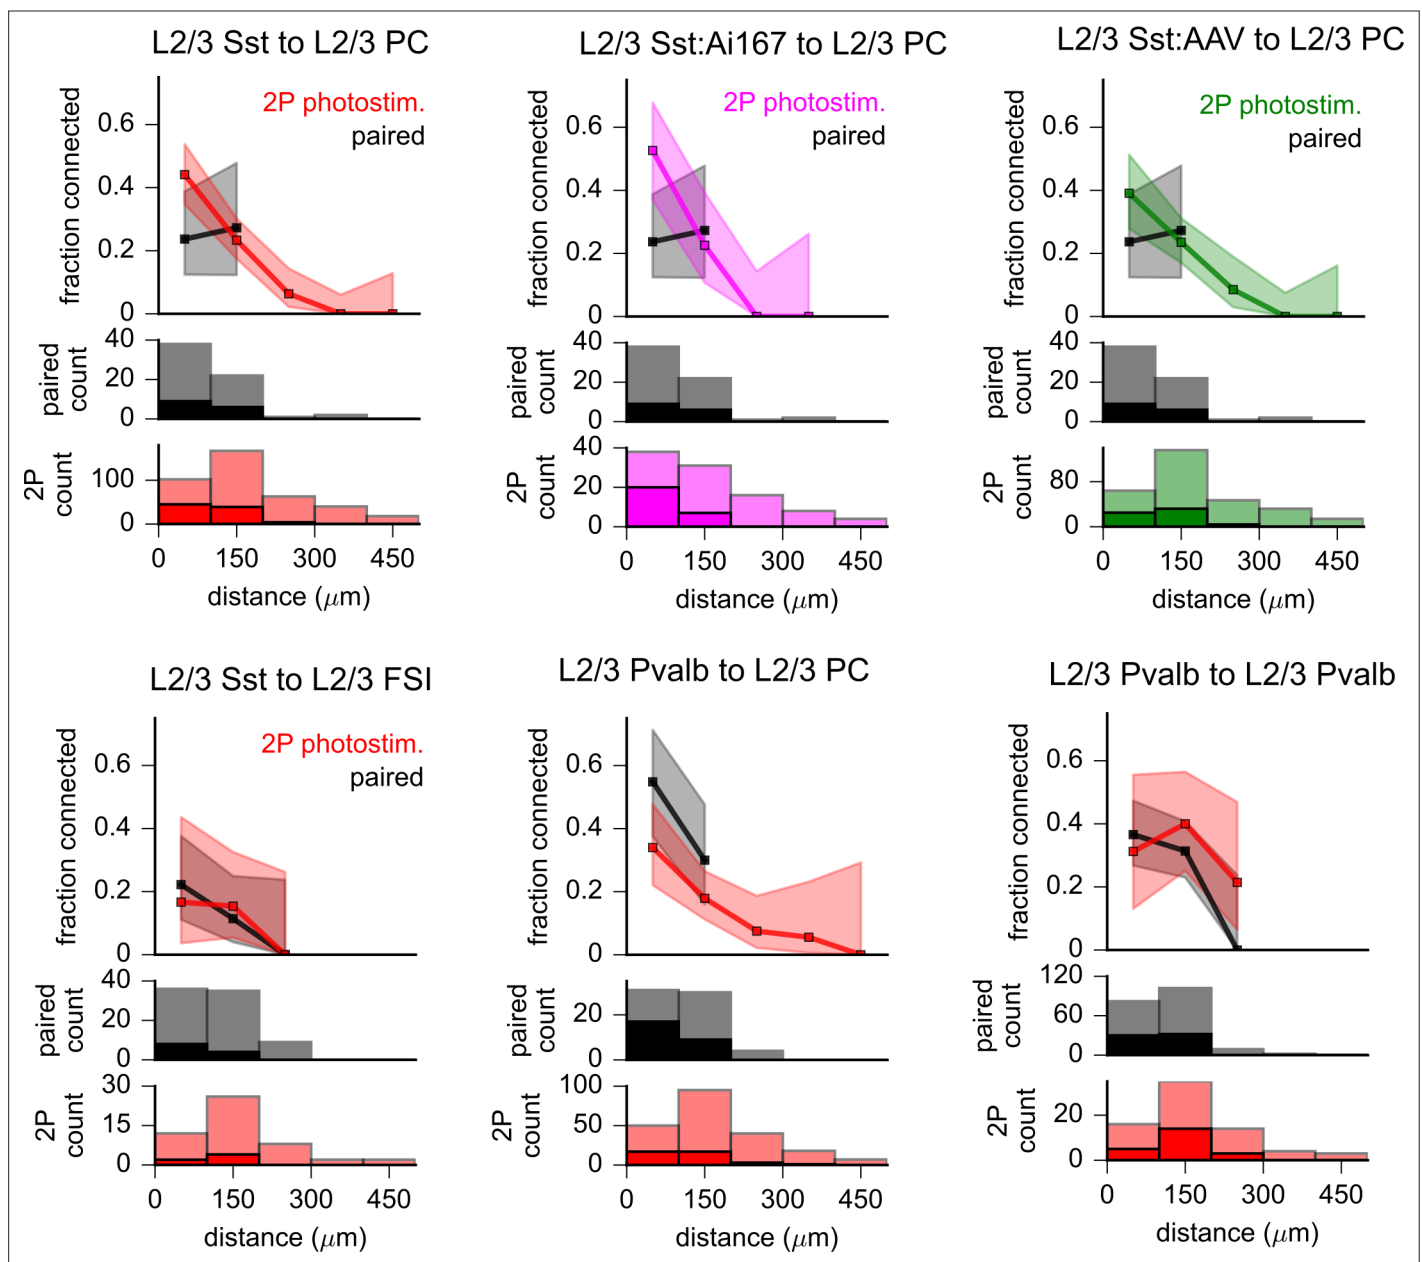 L2/3 Sst to L2/3 PC
fraction connected
0.6
0.4
0.2
0
2P photostim.
paired
paired
count
40
20
0
2P
count
100
0
0
150
300
450
distance (μm)
L2/3 Sst:Ai167 to L2/3 PC
fraction connected
0.6
0.4
0.2
0
2P photostim.
paired
paired
count
40
20
0
2P
count
40
20
0
0
150
300
450
distance (μm)
L2/3 Sst:AAV to L2/3 PC
fraction connected
0.6
0.4
0.2
0
2P photostim.
paired
paired
count
40
20
0
2P
count
80
0
0
150
300
450
distance (μm)
L2/3 Sst to L2/3 FSI
fraction connected
0.6
0.4
0.2
0
2P photostim.
paired
paired
count
40
20
0
2P
count
30
15
0
0
150
300
450
distance (μm)
L2/3 Pvalb to L2/3 PC
fraction connected
0.6
0.4
0.2
0
paired
count
20
0
2P
count
100
50
0
0
150
300
450
distance (μm)
L2/3 Pvalb to L2/3 Pvalb
fraction connected
0.6
0.4
0.2
0
paired
count
120
60
0
2P
count
20
0
0
150
300
450
distance (μm)